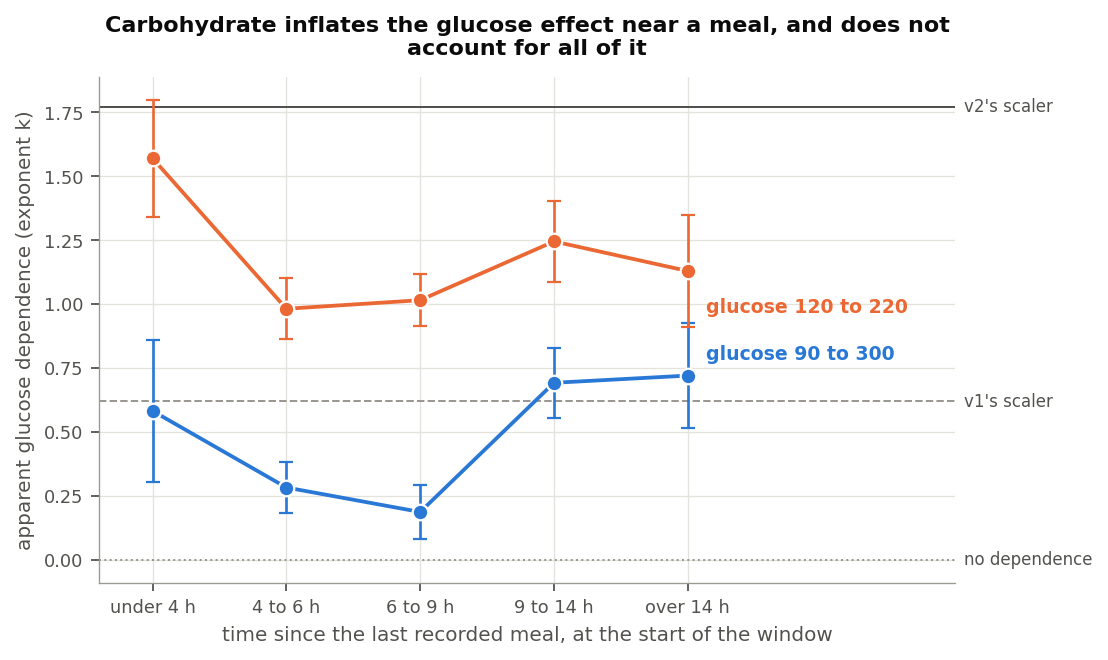 Carbohydrate inflates the glucose effect near a meal, and does not
account for all of it
apparent glucose dependence (exponent k)
1.75
1.50
1.25
1.00
0.75
0.50
0.25
0.00
v2's scaler
glucose 120 to 220
glucose 90 to 300
v1's scaler
no dependence
under 4 h
4 to 6 h
6 to 9 h
9 to 14 h
over 14 h
time since the last recorded meal, at the start of the window